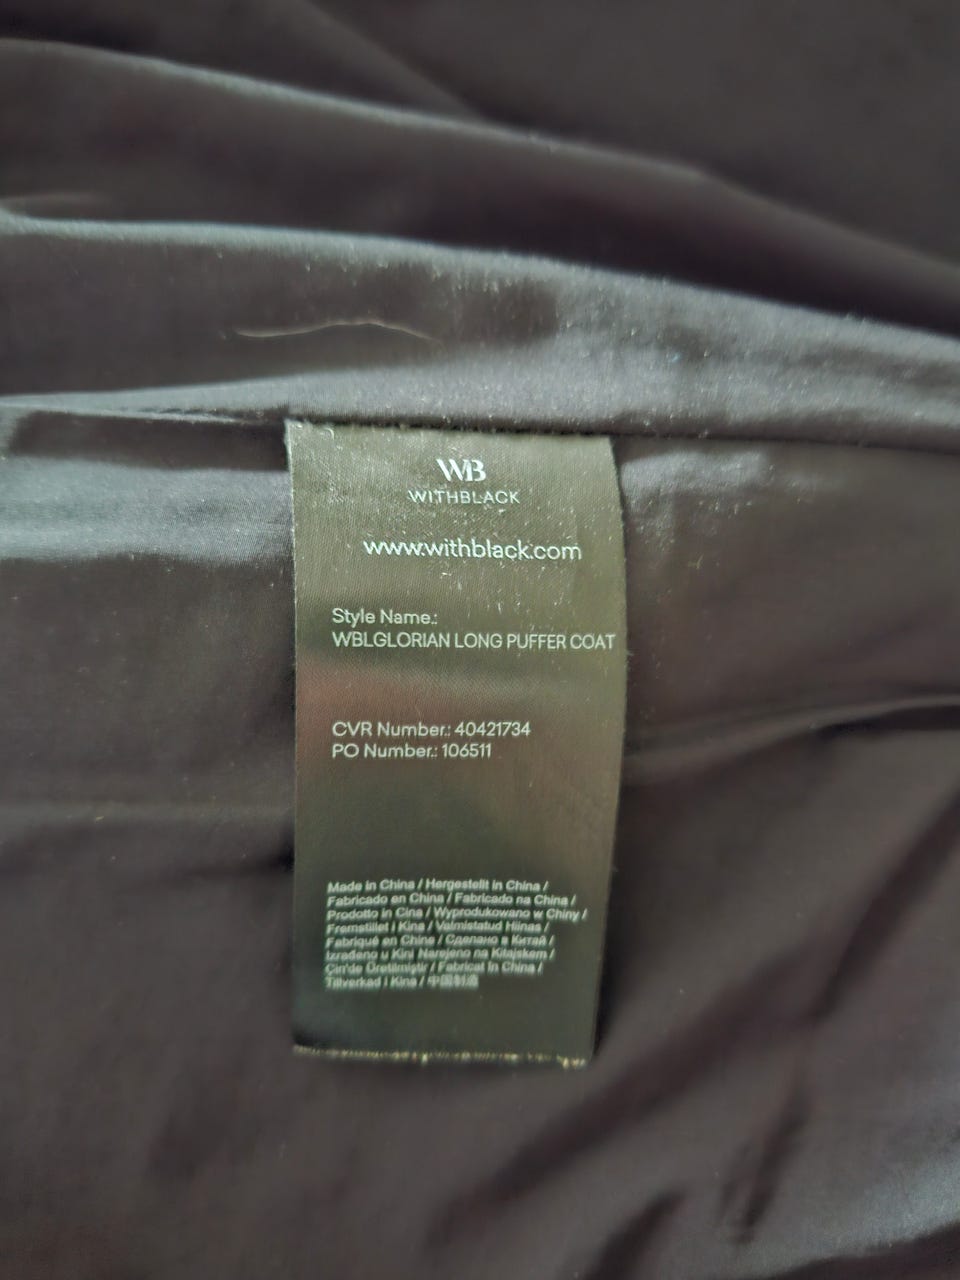 WB
WITHBLACK
www.withblack.com
Style Name.:
WBLGLORIAN LONG PUFFER COAT
CVR Number.: 40421734
PO Number.: 106511
Made in China / Hergestellt in China /
Fabricado en China / Fabricado na China /
Prodotto in Cina / Wyprodukowano w Chiny /
Fremstillet i Kina / Valmistatud Hiinas /
Fabriqué en Chine / Сделано в Китай /
Izrađeno u Kini Narejeno na Kitajskem /
Çin'de Üretilmiştir / Fabricat în China /
Tillverkad i Kina / 中国制造